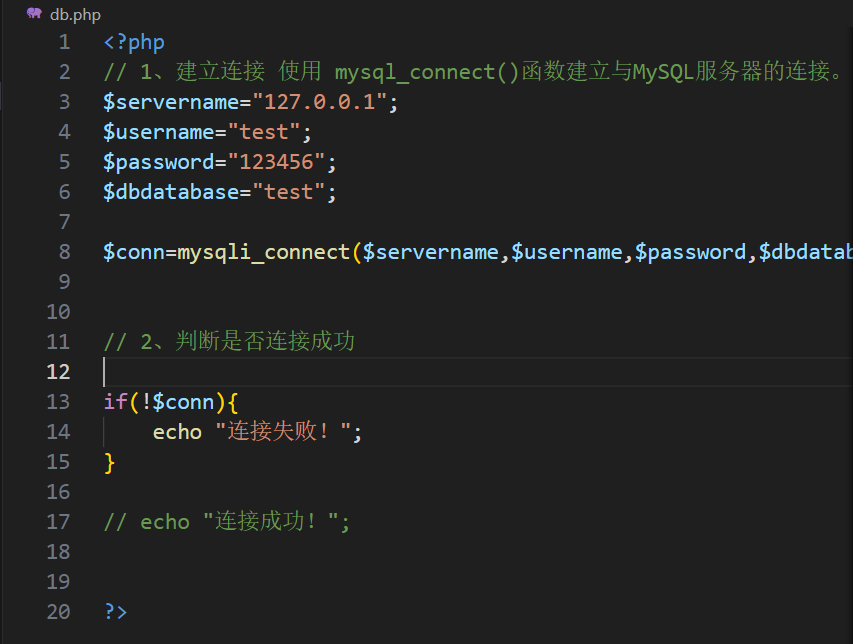 db.php
1 <?php
2 // 1、建立连接 使用 mysql_connect()函数建立与MySQL服务器的连接。
3 $servername="127.0.0.1";
4 $username="test";
5 $password="123456";
6 $dbdatabase="test";
7
8 $conn=mysqli_connect($servername,$username,$password,$dbdatab
9
10
11 // 2、判断是否连接成功
12
13 if(!$conn){
14     echo "连接失败！";
15 }
16
17 // echo "连接成功！";
18
19
20 ?>